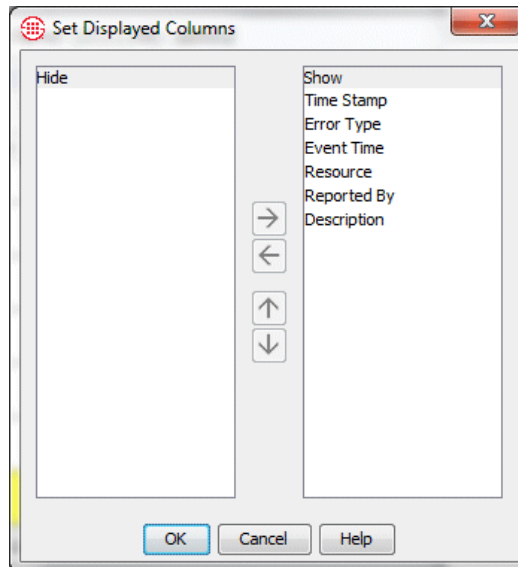 Set Displayed Columns
Hide
Show
Time Stamp
Error Type
Event Time
Resource
Reported By
Description
OK
Cancel
Help